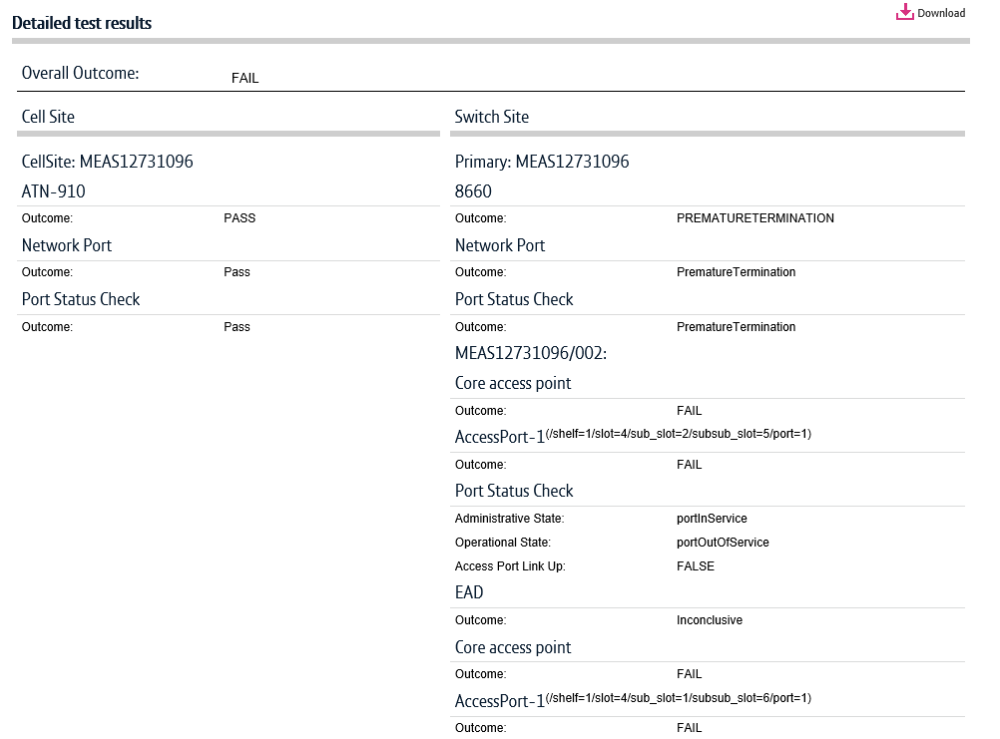 Detailed test results
Download
Overall Outcome: FAIL
Cell Site
CellSite: MEAS12731096
ATN-910
Outcome: PASS
Network Port
Outcome: Pass
Port Status Check
Outcome: Pass
Switch Site
Primary: MEAS12731096
8660
Outcome: PREMATURETERMINATION
Network Port
Outcome: PrematureTermination
Port Status Check
Outcome: PrematureTermination
MEAS12731096/002:
Core access point
Outcome: FAIL
AccessPort-1(/shelf=1/slot=4/sub_slot=2/subsub_slot=5/port=1)
Outcome: FAIL
Port Status Check
Administrative State: portInService
Operational State: portOutOfService
Access Port Link Up: FALSE
EAD
Outcome: Inconclusive
Core access point
Outcome: FAIL
AccessPort-1(/shelf=1/slot=4/sub_slot=1/subsub_slot=6/port=1)
Outcome: FAIL